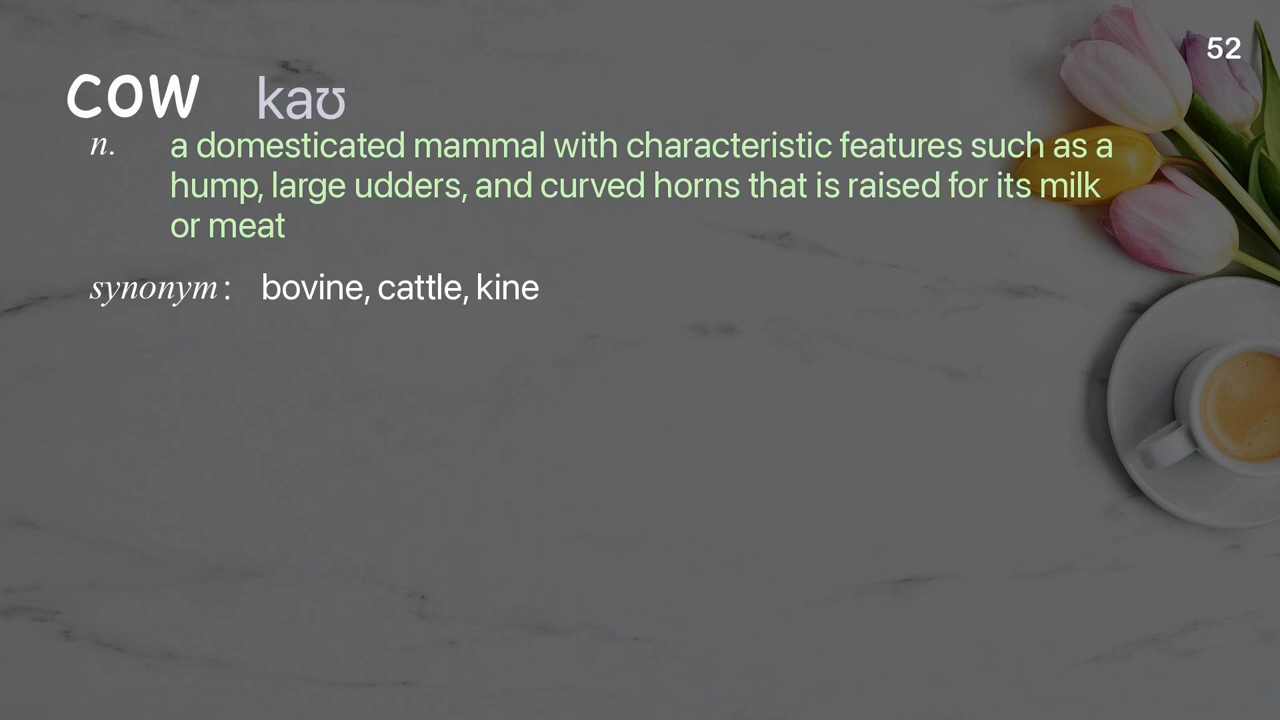 52
cow kaʊ
n. a domesticated mammal with characteristic features such as a
hump, large udders, and curved horns that is raised for its milk
or meat
synonym: bovine, cattle, kine